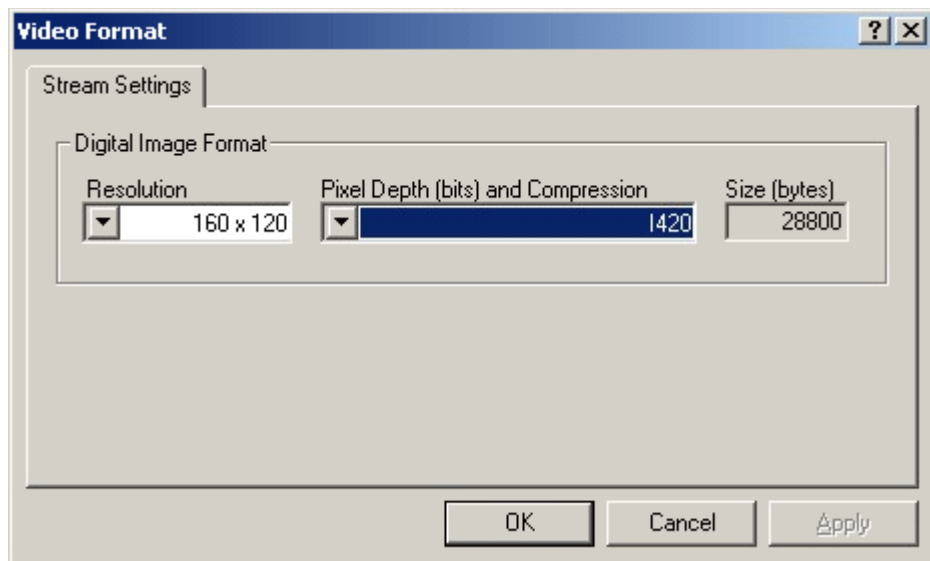 Video Format
Stream Settings
Digital Image Format
Resolution
Pixel Depth (bits) and Compression
Size (bytes)
160 x 120
I420
28800
OK
Cancel
Apply